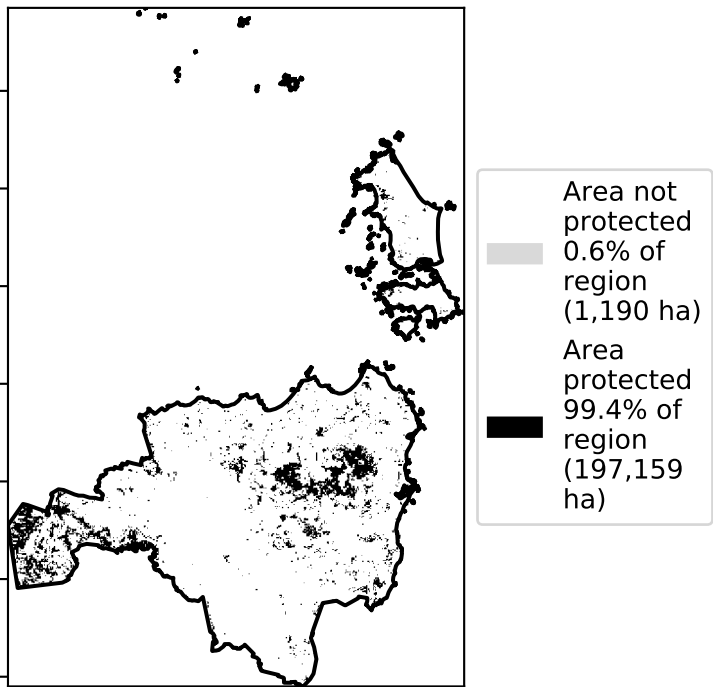 Area not
protected
0.6% of
region
(1,190 ha)
Area
protected
99.4% of
region
(197,159
ha)